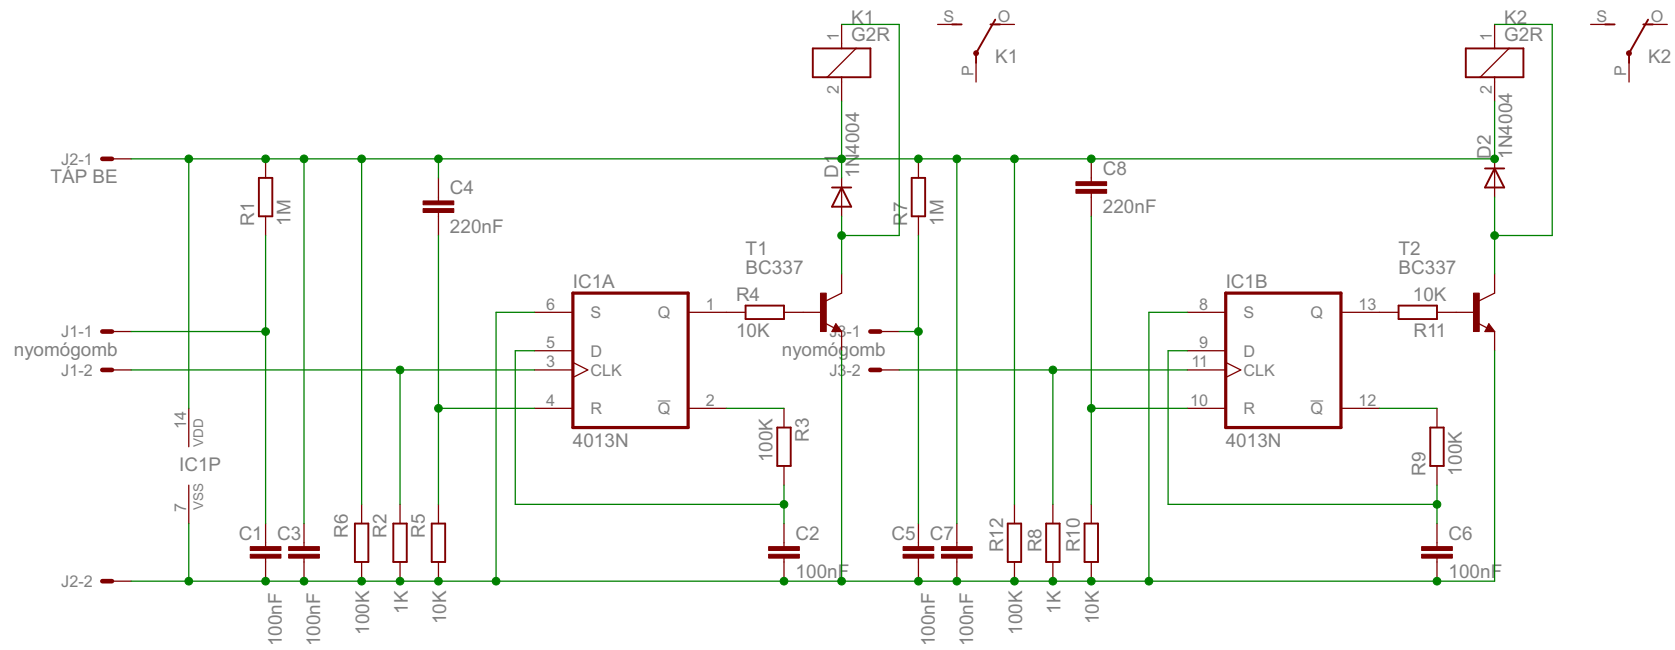 K1
G2R
1
2
S
O
P
K1
K2
G2R
1
2
S
O
P
K2
J2-1
TÁP BE
R1
1M
C4
220nF
D1
1N4004
R7
1M
C8
220nF
D2
1N4004
T1
BC337
R4
10K
IC1A
6
S
Q
1
5
D
3
CLK
4
R
Q
2
4013N
J1-1
nyomógomb
J1-2
J3-1
nyomógomb
J3-2
T2
BC337
10K
R11
IC1B
8
S
Q
13
9
D
11
CLK
10
R
Q
12
4013N
14
VDD
IC1P
7
VSS
100K
R3
R9
100K
C1
C3
R6
R2
R5
C2
100nF
C5
C7
R12
R8
R10
C6
100nF
J2-2
100nF
100nF
100K
1K
10K
100nF
100nF
100K
1K
10K